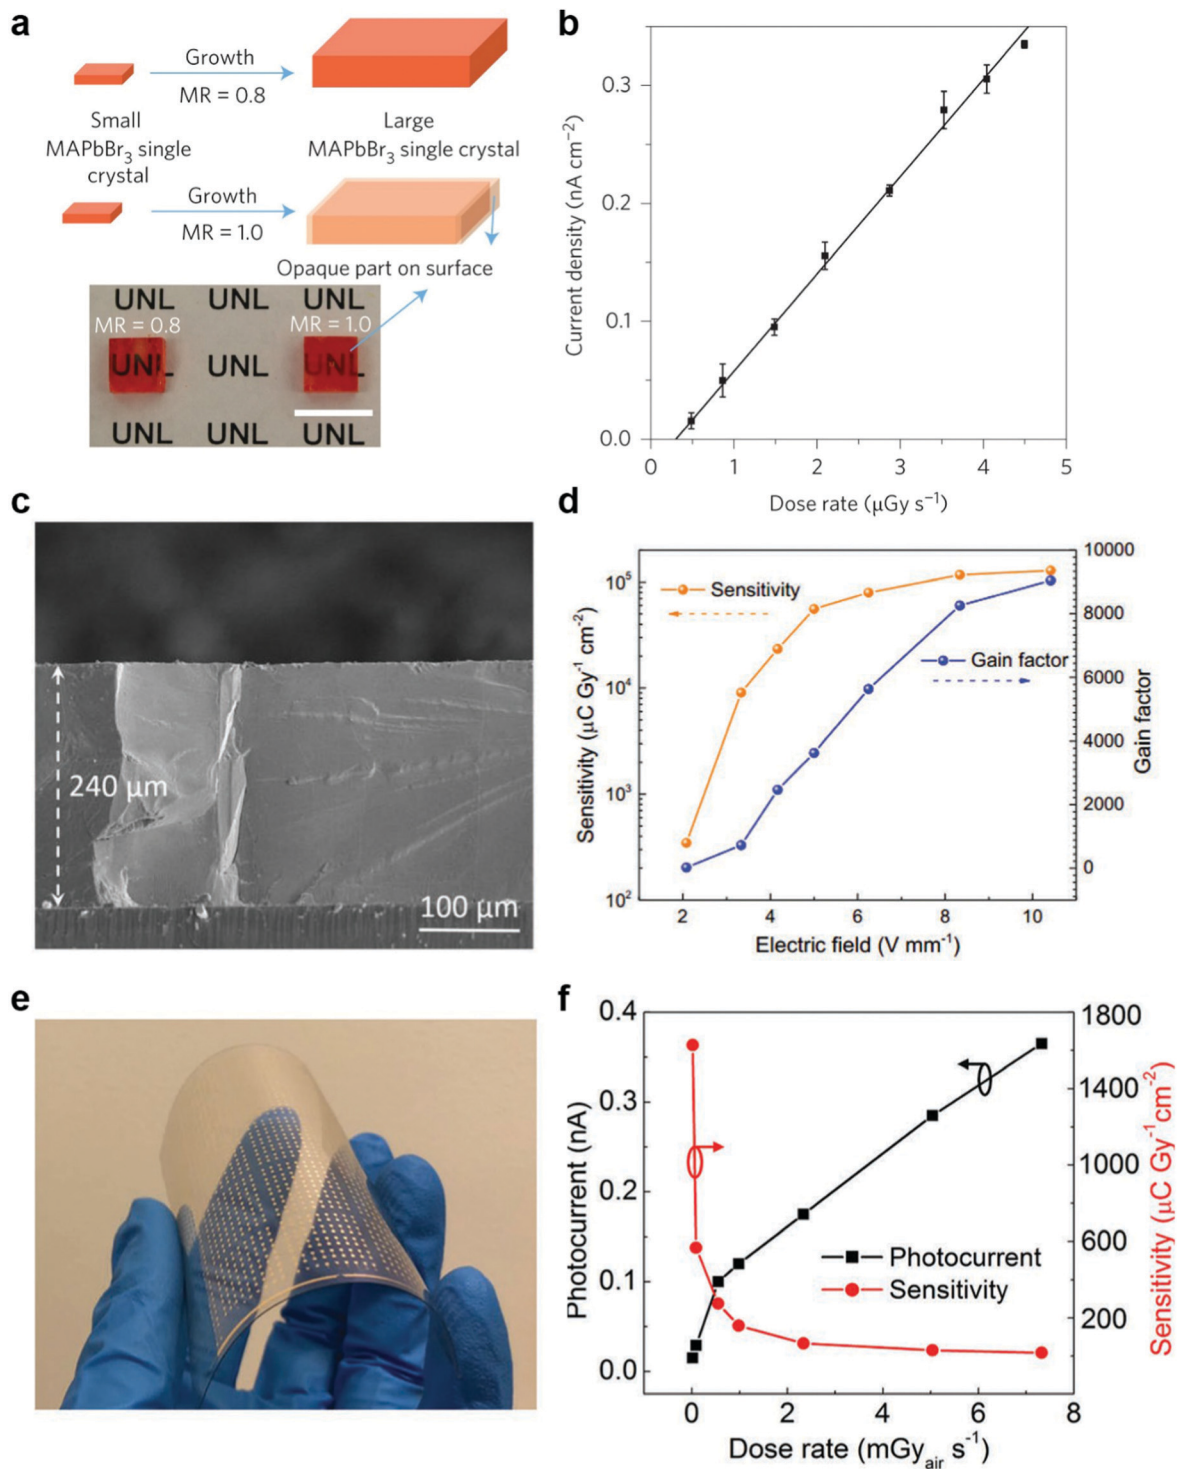 a
Growth
MR = 0.8
Small
MAPbBr₃ single
crystal
Large
MAPbBr₃ single crystal
Growth
MR = 1.0
Opaque part on surface
UNL UNL UNL
MR = 0.8 MR = 1.0
UNL UNL UNL
UNL UNL UNL
b
Current density (nA cm⁻²)
0.3
0.2
0.1
0.0
0 1 2 3 4 5
Dose rate (μGy s⁻¹)
c
240 μm
100 μm
d
Sensitivity (μC Gy⁻¹ cm⁻²)
10⁵
10⁴
10³
10²
Sensitivity
Gain factor
10000
8000
6000
4000
2000
0
Gain factor
2 4 6 8 10
Electric field (V mm⁻¹)
e
f
Photocurrent (nA)
0.4
0.3
0.2
0.1
0.0
Photocurrent
Sensitivity
1800
1400
1000
600
200
Sensitivity (μC Gy⁻¹cm⁻²)
0 2 4 6 8
Dose rate (mGy_air s⁻¹)